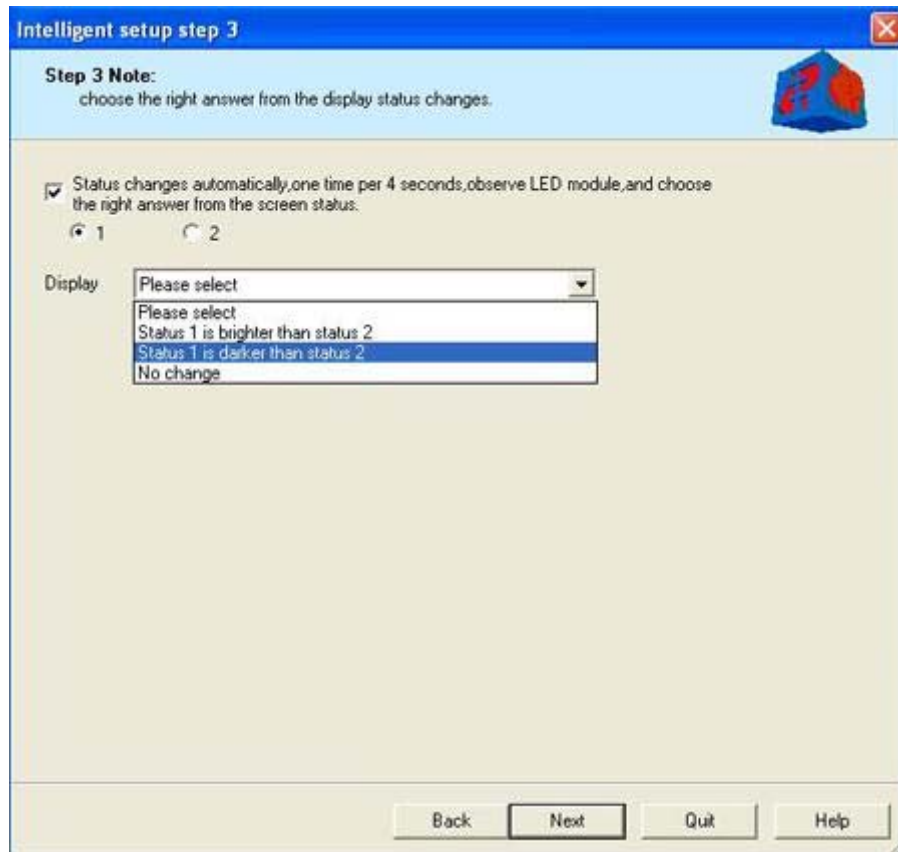 Intelligent setup step 3
Step 3 Note:
choose the right answer from the display status changes.
Status changes automatically,one time per 4 seconds,observe LED module,and choose
the right answer from the screen status.
1 2
Display Please select
Please select
Status 1 is brighter than status 2
Status 1 is darker than status 2
No change
Back Next Quit Help